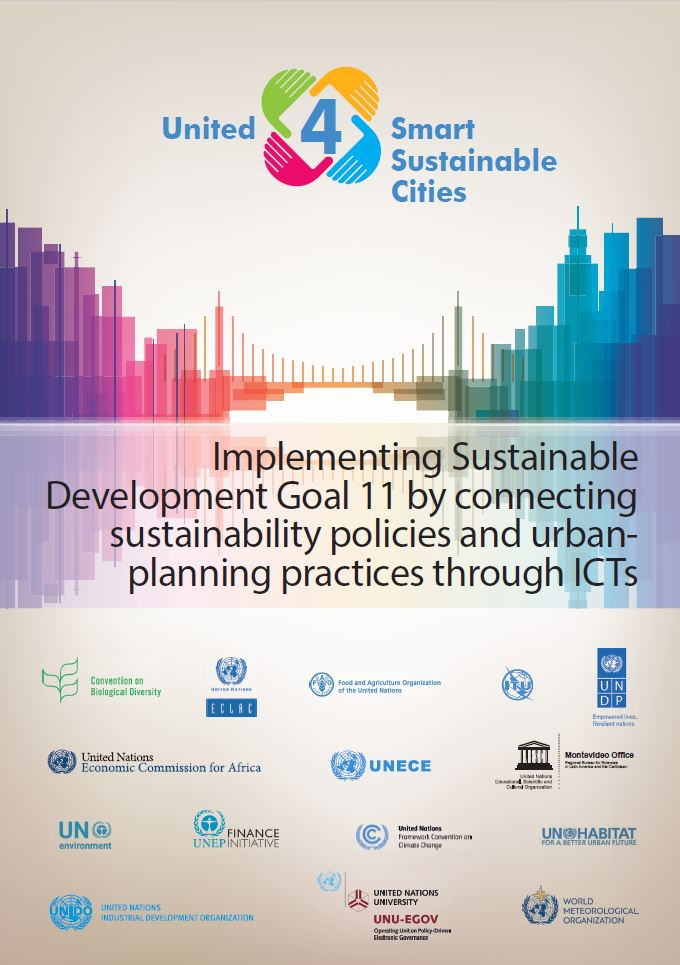 United
4
Smart
Sustainable
Cities
Implementing Sustainable
Development Goal 11 by connecting
sustainability policies and urban-
planning practices through ICTs
Convention on
Biological Diversity
UNITED NATIONS
ECLAC
FAO
Food and Agriculture Organization
of the United Nations
ITU
UN
DP
Empowered lives.
Resilient nations.
United Nations
Economic Commission for Africa
UNECE
UNESCO
United Nations
Educational, Scientific and
Cultural Organization
Montevideo Office
Regional Bureau for Sciences
in Latin America and the Caribbean
UN
environment
UNEP
FINANCE
INITIATIVE
United Nations
Framework Convention on
Climate Change
UN HABITAT
FOR A BETTER URBAN FUTURE
UNIDO
UNITED NATIONS
INDUSTRIAL DEVELOPMENT ORGANIZATION
UNITED NATIONS
UNIVERSITY
UNU-EGOV
Operating Unit on Policy-Driven
Electronic Governance
WORLD
METEOROLOGICAL
ORGANIZATION